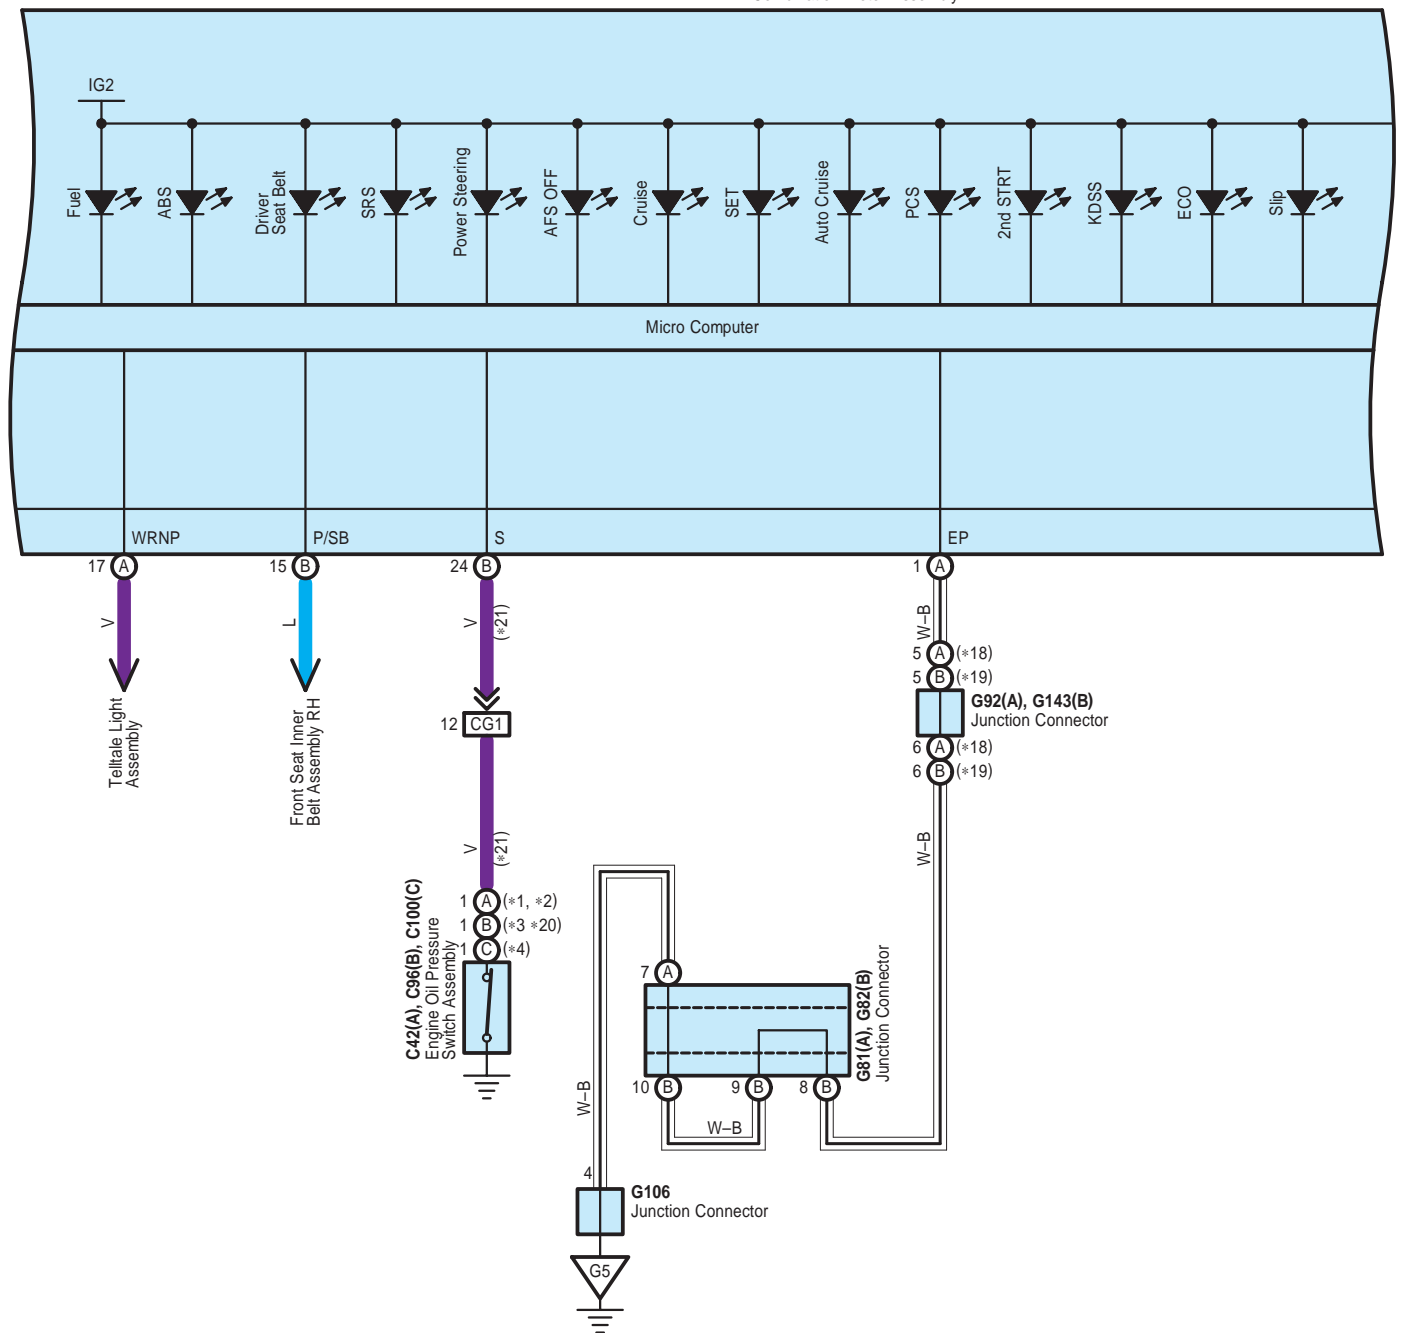 IG2
Fuel
ABS
Driver
Seat Belt
SRS
Power Steering
AFS OFF
Cruise
SET
Auto Cruise
PCS
2nd STRT
KDSS
ECO
Slip
Micro Computer
WRNP
P/SB
S
EP
17 A
15 B
24 B
1 A
V
L
V
(*21)
W–B
5 A (*18)
5 B (*19)
G92(A), G143(B)
Junction Connector
6 A (*18)
6 B (*19)
12 CG1
Telltale Light
Assembly
Front Seat Inner
Belt Assembly RH
V
(*21)
W–B
1 A (*1, *2)
1 B (*3 *20)
1 C (*4)
C42(A), C96(B), C100(C)
Engine Oil Pressure
Switch Assembly
7 A
G81(A), G82(B)
Junction Connector
10 B
9 B
8 B
W–B
W–B
4
G106
Junction Connector
G5